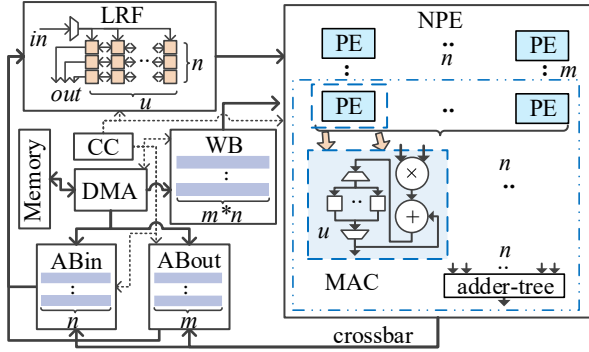 LRF
in
n
out
u
NPE
PE
..
n
PE
:
: m
PE
..
PE
CC
WB
:
m*n
Memory
DMA
×
..
u
+
n
..
MAC
n
..
adder-tree
ABin
:
n
ABout
:
m
crossbar